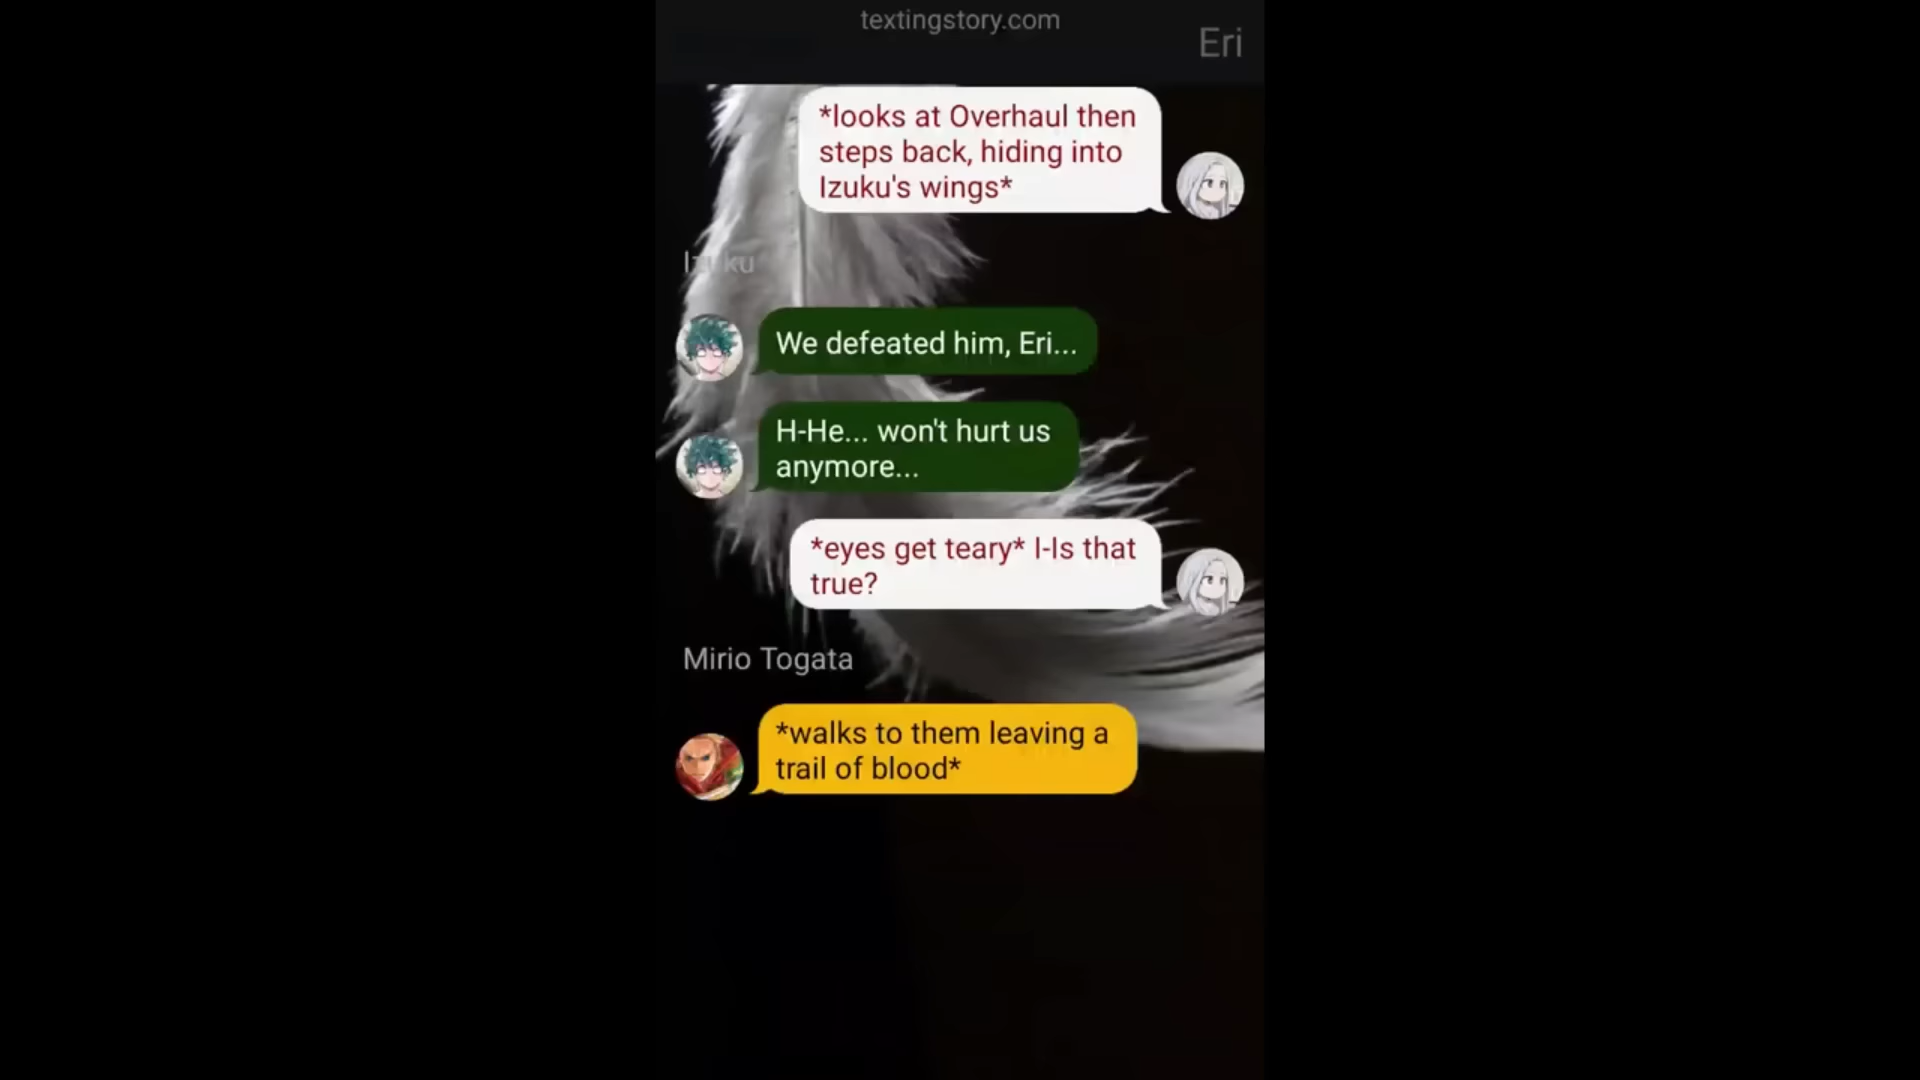 textingstory.com
Eri
*looks at Overhaul then
steps back, hiding into
Izuku's wings*
Izuku
We defeated him, Eri...
H-He... won't hurt us
anymore...
*eyes get teary* I-Is that
true?
Mirio Togata
*walks to them leaving a
trail of blood*